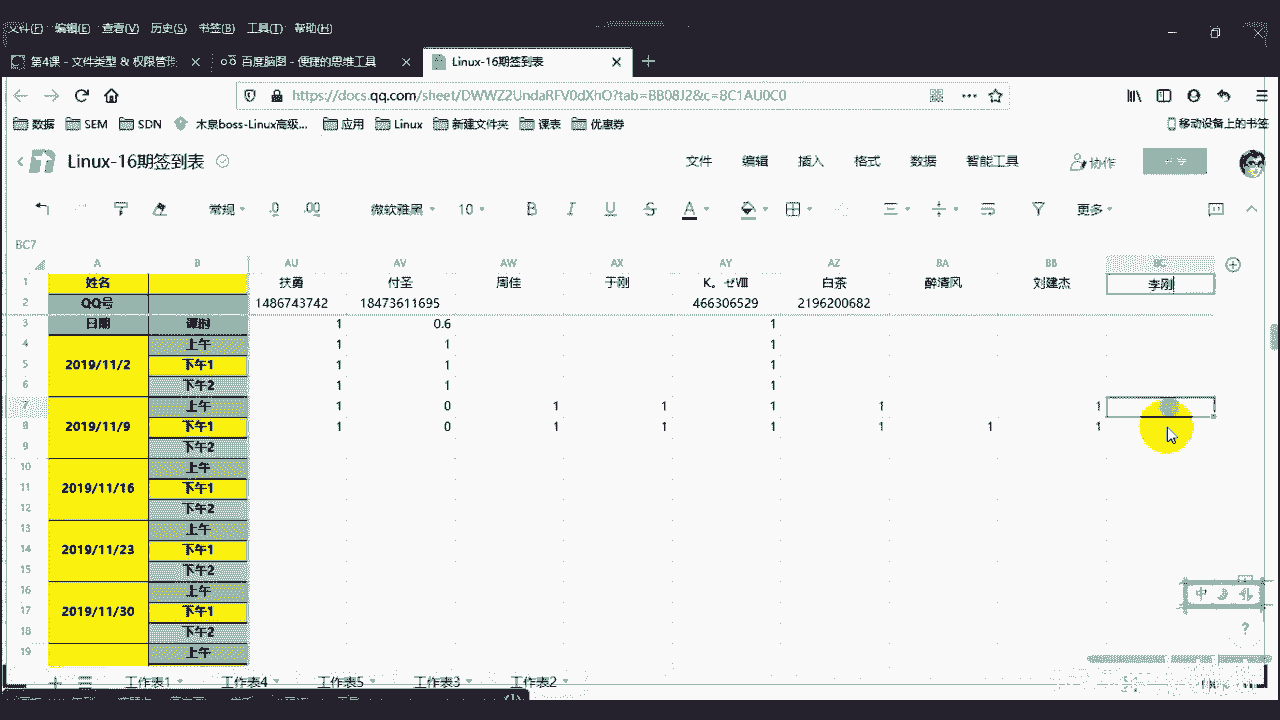 文件(F) 编辑(E) 查看(V) 历史(S) 书签(B) 工具(T) 帮助(H)
第4课 - 文件类型 & 权限管理 百度脑图 - 便捷的思维工具 Linux-16期签到表
https://docs.qq.com/sheet/DWWZ2UndaRFV0dXhO?tab=BB08J2&c=BC1AU0C0
数据 SEM SDN 木泉boss-Linux高级... 应用 Linux 新建文件夹 课表 优惠券 移动设备上的书签
Linux-16期签到表 文件 编辑 插入 格式 数据 智能工具 协作 分享
常规 .0 .00 微软雅黑 10 B I U S A 更多
BC7
A B AU AV AW AX AY AZ BA BB BC
1 姓名 扶勇 付圣 周佳 于刚 K。ゼⅧ 白茶 醉清风 刘建杰 李刚
2 QQ号 1486743742 18473611695 466306529 2196200682
3 日期 课前 1 0.6 1
4 上午 1 1 1
5 2019/11/2 下午1 1 1 1
6 下午2 1 1 1
7 上午 1 0 1 1 1 1 1
8 2019/11/9 下午1 1 0 1 1 1 1 1 1
9 下午2
10 上午
11 2019/11/16 下午1
12 下午2
13 上午
14 2019/11/23 下午1
15 下午2
16 上午
17 2019/11/30 下午1
18 下午2
19 上午
中
?
工作表1 工作表4 工作表5 工作表3 工作表2